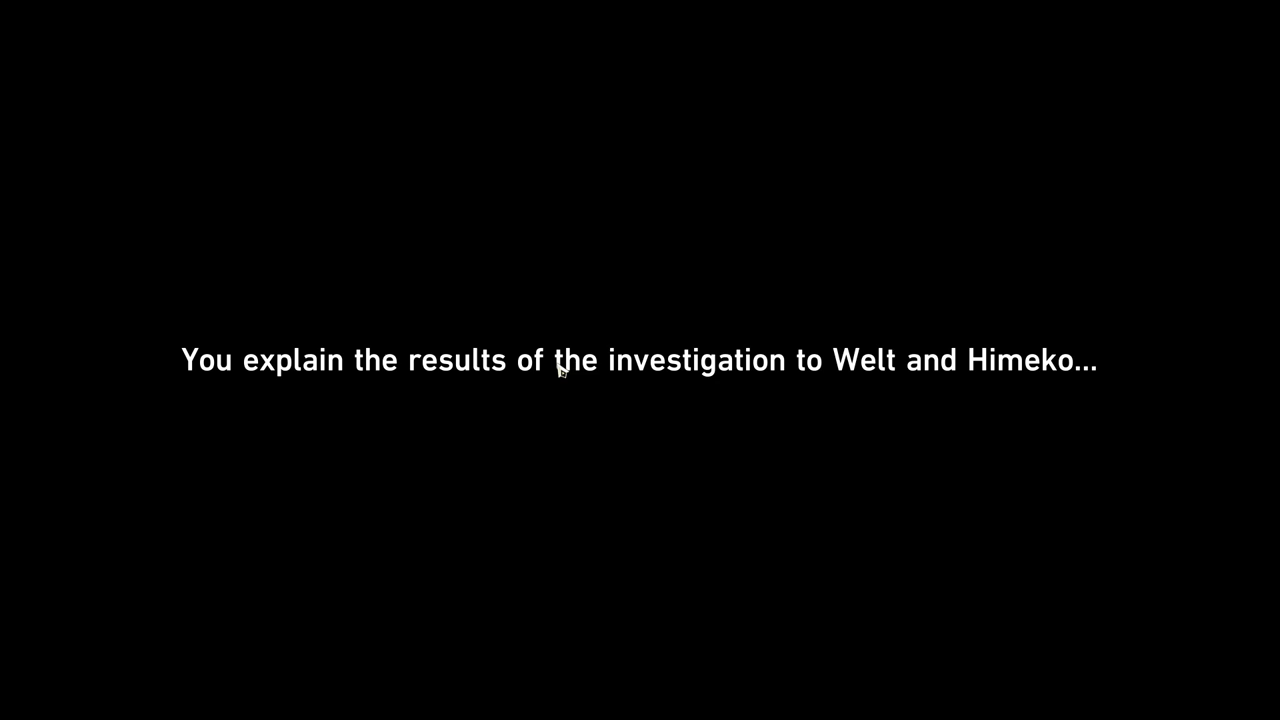 You explain the results of the investigation to Welt and Himeko...